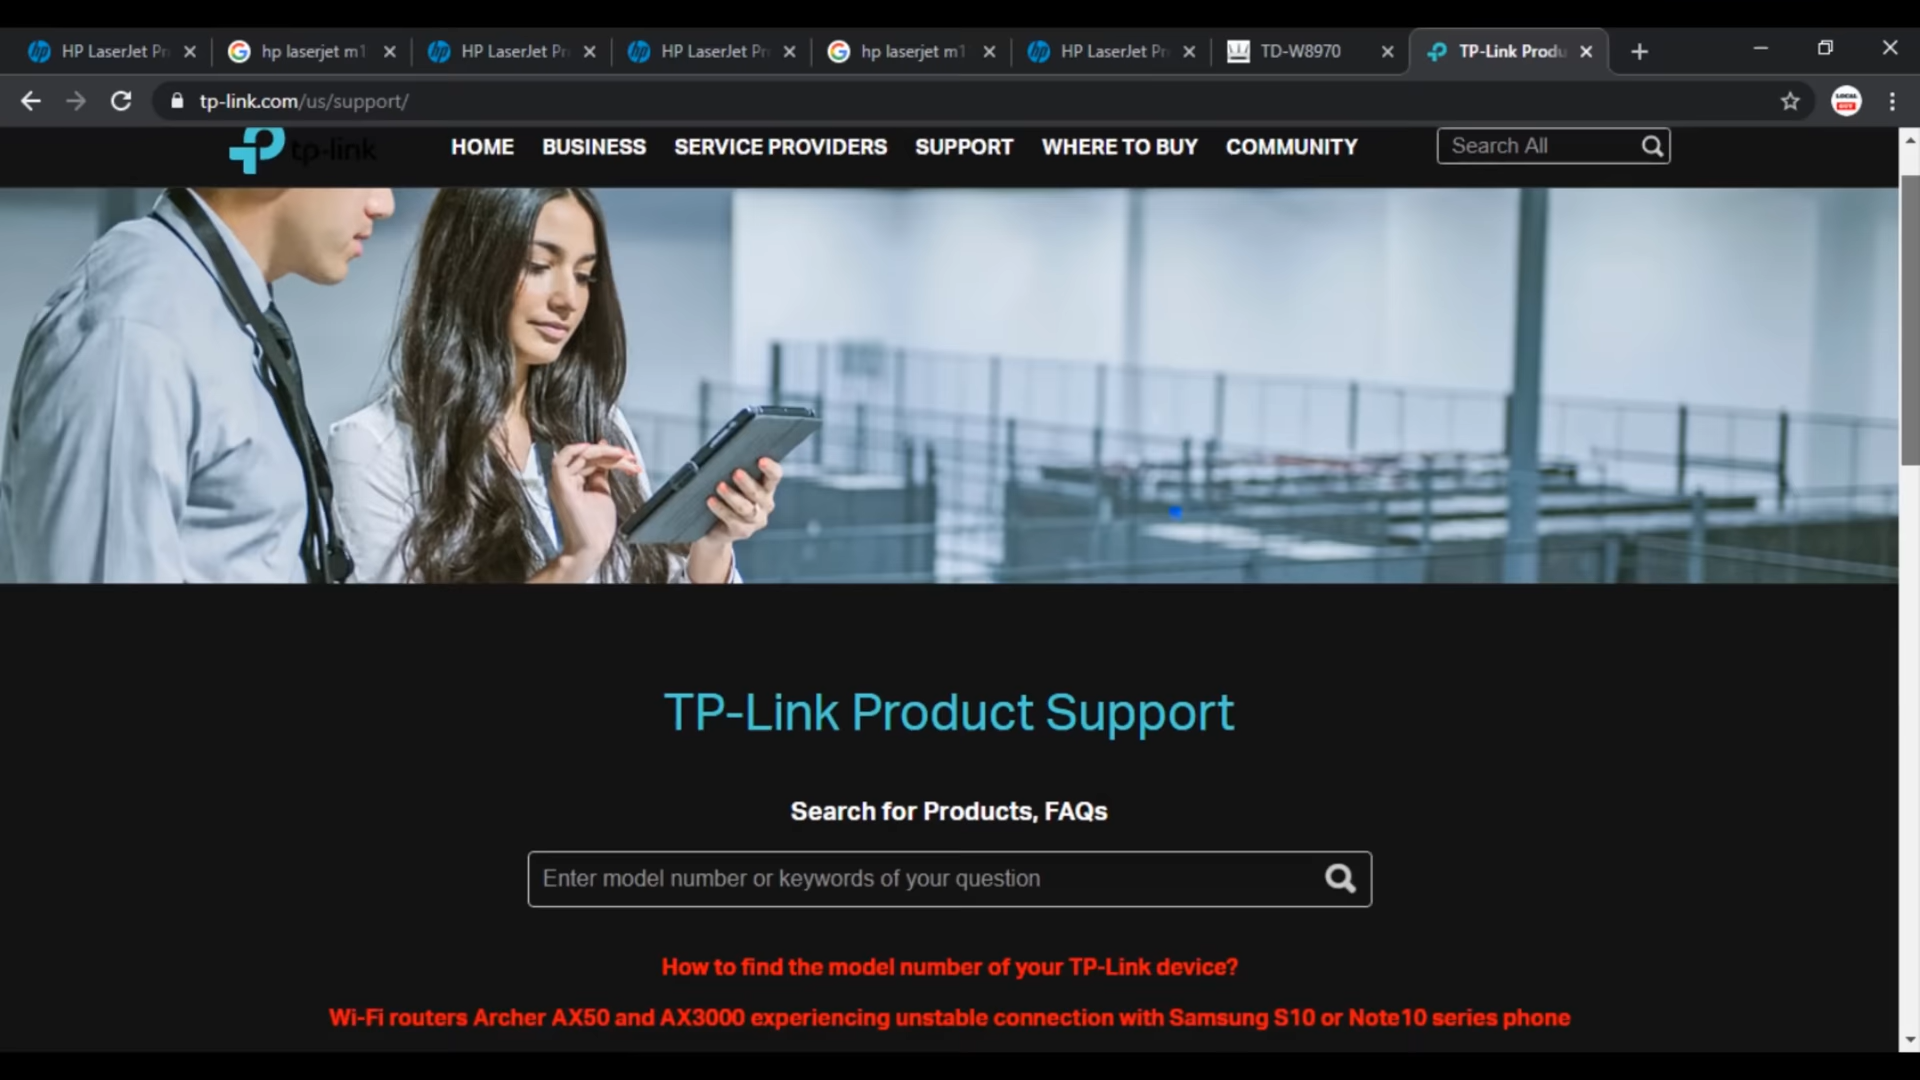 HP LaserJet Pr
hp laserjet m1
HP LaserJet Pr
HP LaserJet Pr
hp laserjet m1
HP LaserJet Pr
TD-W8970
TP-Link Produ
tp-link.com/us/support/
LOCAL GUY
tp-link
HOME BUSINESS SERVICE PROVIDERS SUPPORT WHERE TO BUY COMMUNITY
Search All
TP-Link Product Support
Search for Products, FAQs
Enter model number or keywords of your question
How to find the model number of your TP-Link device?
Wi-Fi routers Archer AX50 and AX3000 experiencing unstable connection with Samsung S10 or Note10 series phone